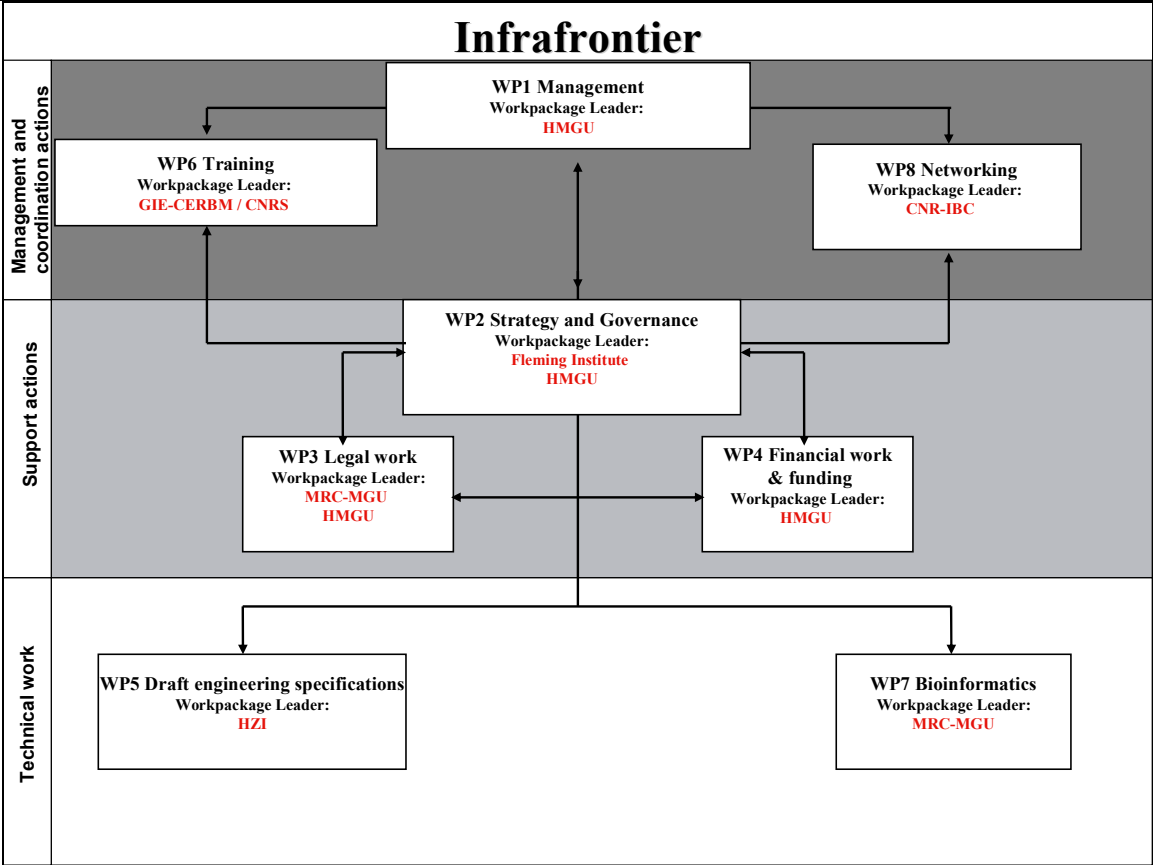 Infrafrontier
Management and
coordination actions
WP1 Management
Workpackage Leader:
HMGU
WP6 Training
Workpackage Leader:
GIE-CERBM / CNRS
WP8 Networking
Workpackage Leader:
CNR-IBC
Support actions
WP2 Strategy and Governance
Workpackage Leader:
Fleming Institute
HMGU
WP3 Legal work
Workpackage Leader:
MRC-MGU
HMGU
WP4 Financial work
& funding
Workpackage Leader:
HMGU
Technical work
WP5 Draft engineering specifications
Workpackage Leader:
HZI
WP7 Bioinformatics
Workpackage Leader:
MRC-MGU